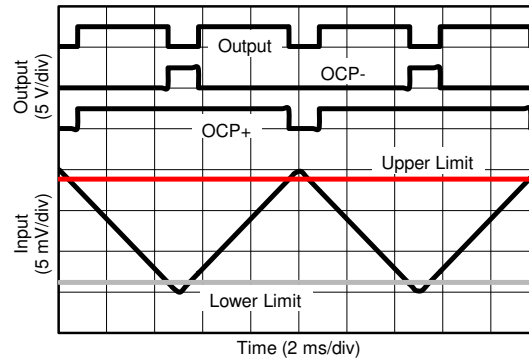 Output
OCP-
OCP+
Upper Limit
Lower Limit
Output
(5 V/div)
Input
(5 mV/div)
Time (2 ms/div)